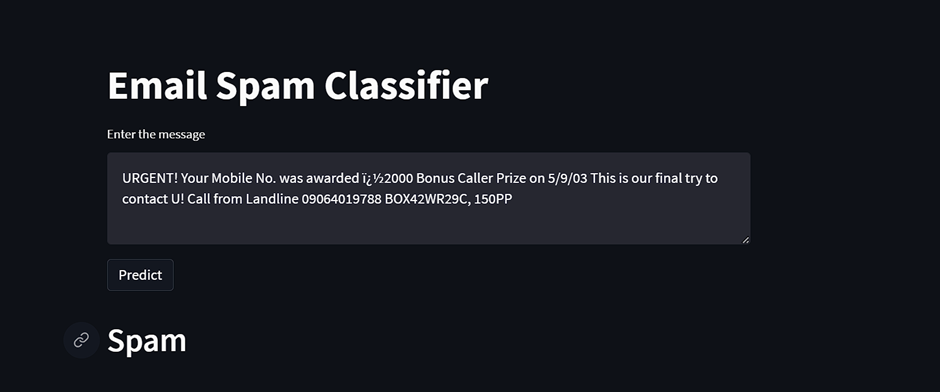 Email Spam Classifier
Enter the message
URGENT! Your Mobile No. was awarded ï¿½2000 Bonus Caller Prize on 5/9/03 This is our final try to
contact U! Call from Landline 09064019788 BOX42WR29C, 150PP
Predict
Spam